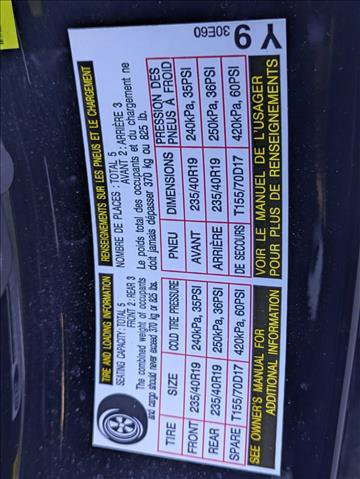 TIRE AND LOADING INFORMATION
SEATING CAPACITY : TOTAL 5
FRONT 2 : REAR 3
The combined weight of occupants
and cargo should never exceed 370 kg or 825 lbs.
TIRE SIZE COLD TIRE PRESSURE
FRONT 235/40R19 240kPa, 35PSI
REAR 235/40R19 250kPa, 36PSI
SPARE T155/70D17 420kPa, 60PSI
SEE OWNER'S MANUAL FOR
ADDITIONAL INFORMATION
RENSEIGNEMENTS SUR LES PNEUS ET LE CHARGEMENT
NOMBRE DE PLACES : TOTAL 5
AVANT 2 : ARRIÈRE 3
Le poids total des occupants et du chargement ne
doit jamais dépasser 370 kg ou 825 lb.
PNEU DIMENSIONS PRESSION DES
PNEUS À FROID
AVANT 235/40R19 240kPa, 35PSI
ARRIÈRE 235/40R19 250kPa, 36PSI
DE SECOURS T155/70D17 420kPa, 60PSI
VOIR LE MANUEL DE L'USAGER
POUR PLUS DE RENSEIGNEMENTS
30E60
Y 9